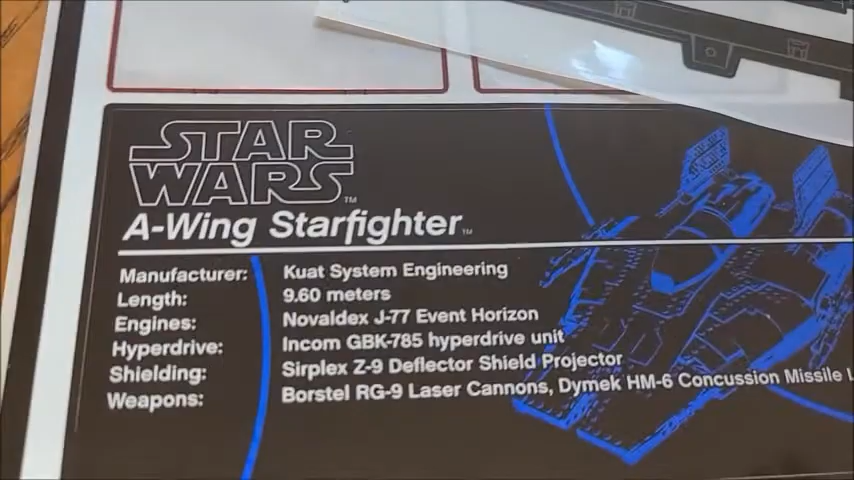 STAR
WARS™
A-Wing Starfighter™
Manufacturer: Kuat System Engineering
Length: 9.60 meters
Engines: Novaldex J-77 Event Horizon
Hyperdrive: Incom GBK-785 hyperdrive unit
Shielding: Sirplex Z-9 Deflector Shield Projector
Weapons: Borstel RG-9 Laser Cannons, Dymek HM-6 Concussion Missile L